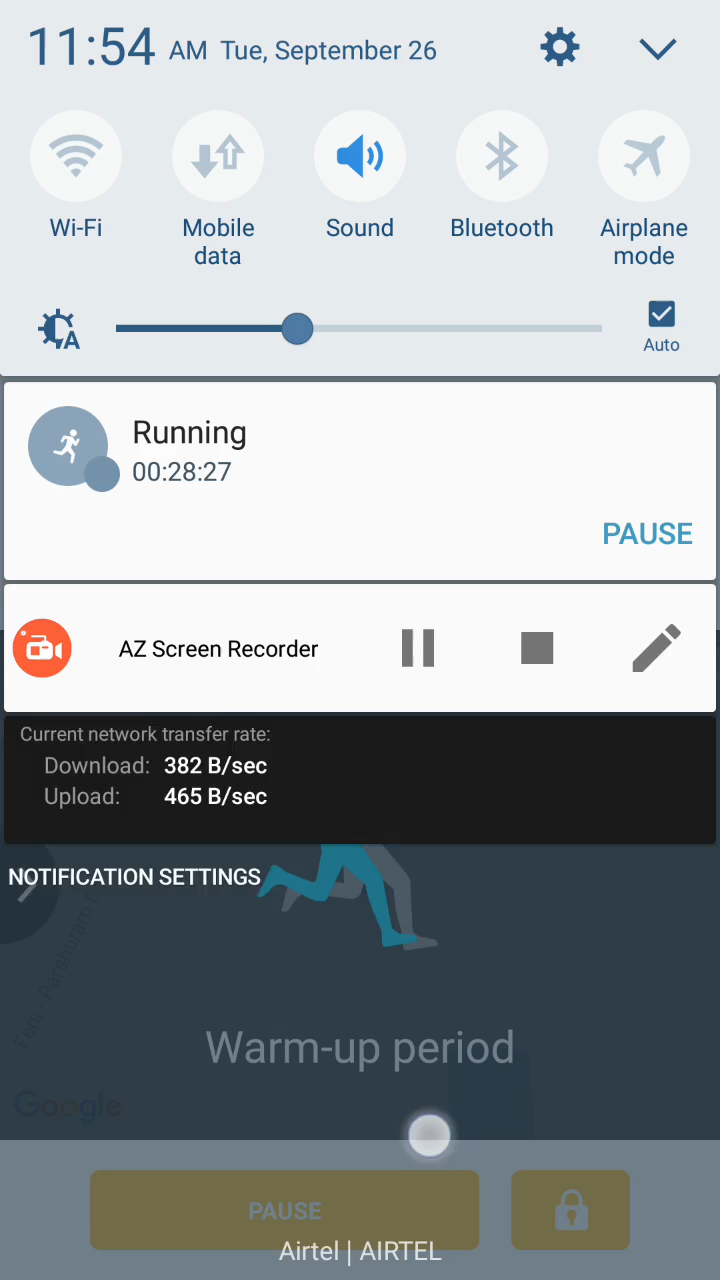 11:54 AM Tue, September 26
Wi-Fi
Mobile
data
Sound
Bluetooth
Airplane
mode
A
Auto
Running
00:28:27
PAUSE
AZ Screen Recorder
Current network transfer rate:
Download: 382 B/sec
Upload: 465 B/sec
NOTIFICATION SETTINGS
Feni - Parshuram
Warm-up period
Google
PAUSE
Airtel | AIRTEL